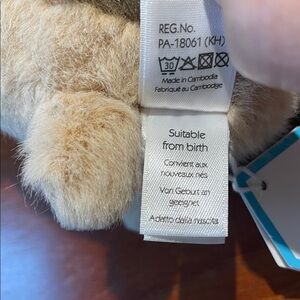 REG.No.
PA-18061 (KH)
30
Made in Cambodia
Fabriqué au Cambodge
Suitable
from birth
Convient aux
nouveaux nés
Von Geburt an
geeignet
Adatto dalla nascita